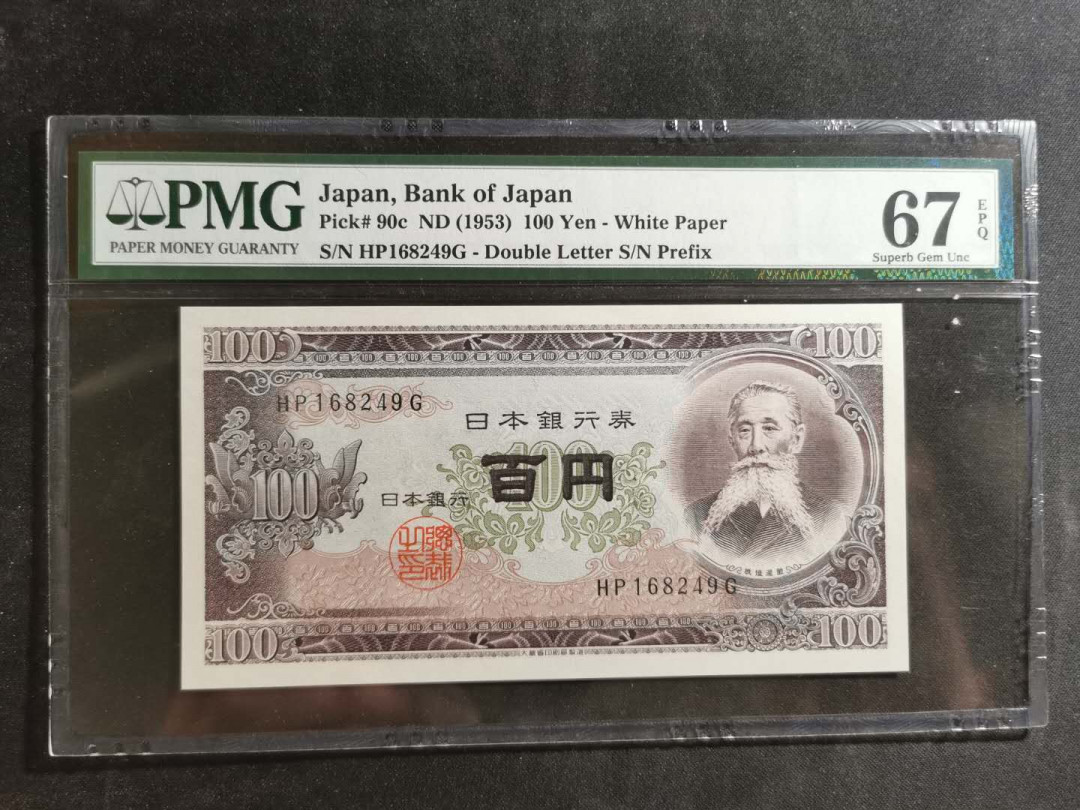 PMG
PAPER MONEY GUARANTY
Japan, Bank of Japan
Pick# 90c ND (1953) 100 Yen - White Paper
S/N HP168249G - Double Letter S/N Prefix
67
EPQ
Superb Gem Unc
100
100
HP168249G
日本銀行券
100
百円
100
日本銀行
HP168249G
100
100